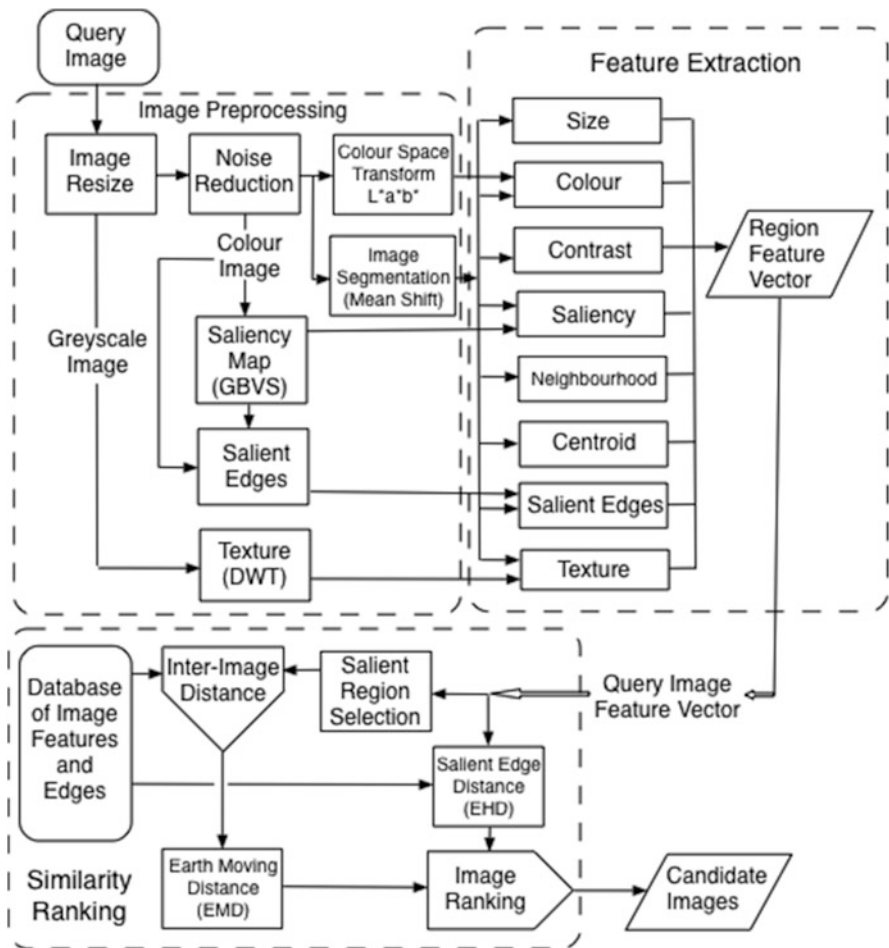 Query
Image
Image Preprocessing
Image
Resize
Noise
Reduction
Colour Space
Transform
L*a*b*
Colour
Image
Image
Segmentation
(Mean Shift)
Greyscale
Image
Saliency
Map
(GBVS)
Salient
Edges
Texture
(DWT)
Feature Extraction
Size
Colour
Contrast
Saliency
Neighbourhood
Centroid
Salient Edges
Texture
Region
Feature
Vector
Database
of Image
Features
and
Edges
Inter-Image
Distance
Salient
Region
Selection
Query Image
Feature Vector
Salient Edge
Distance
(EHD)
Similarity
Ranking
Earth Moving
Distance
(EMD)
Image
Ranking
Candidate
Images